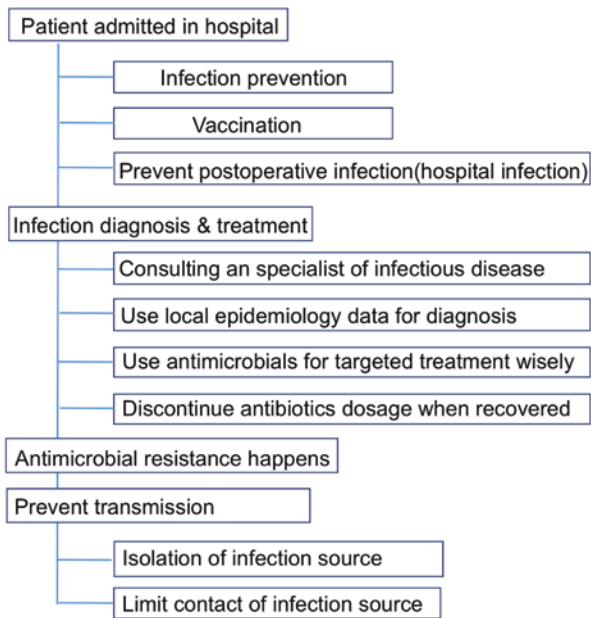 Patient admitted in hospital
Infection prevention
Vaccination
Prevent postoperative infection(hospital infection)
Infection diagnosis & treatment
Consulting an specialist of infectious disease
Use local epidemiology data for diagnosis
Use antimicrobials for targeted treatment wisely
Discontinue antibiotics dosage when recovered
Antimicrobial resistance happens
Prevent transmission
Isolation of infection source
Limit contact of infection source